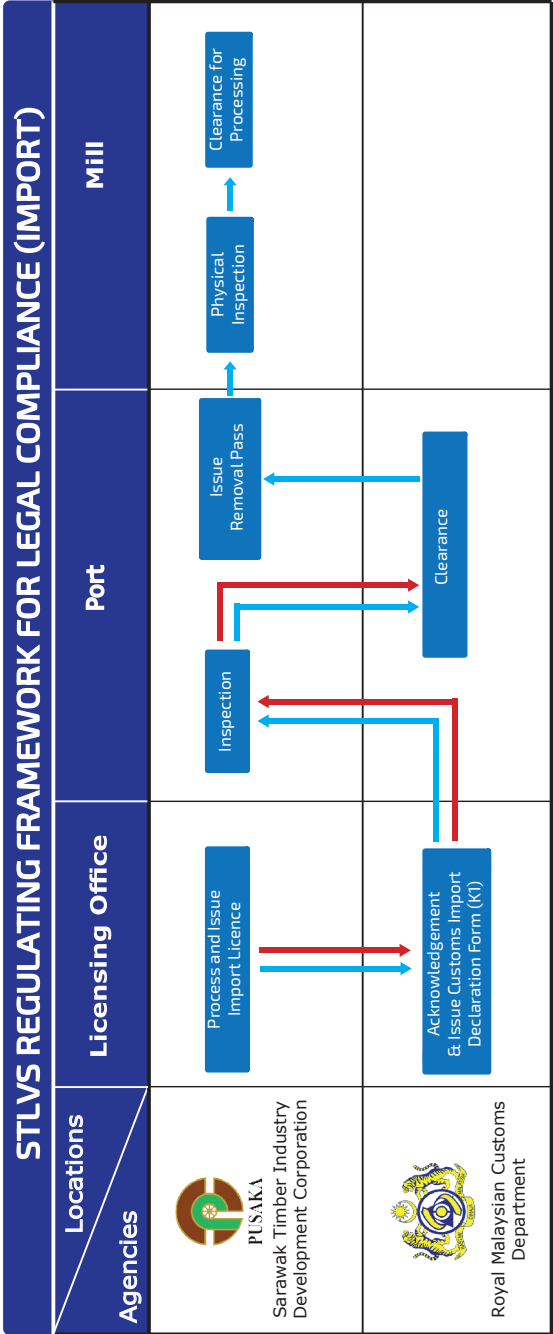 STLVS REGULATING FRAMEWORK FOR LEGAL COMPLIANCE (IMPORT)
Locations
Agencies
Licensing Office
Port
Mill
PUSAKA
Sarawak Timber Industry
Development Corporation
Process and Issue
Import Licence
Inspection
Issue
Removal Pass
Physical
Inspection
Clearance for
Processing
Royal Malaysian Customs
Department
Acknowledgement
& Issue Customs Import
Declaration Form (K1)
Clearance